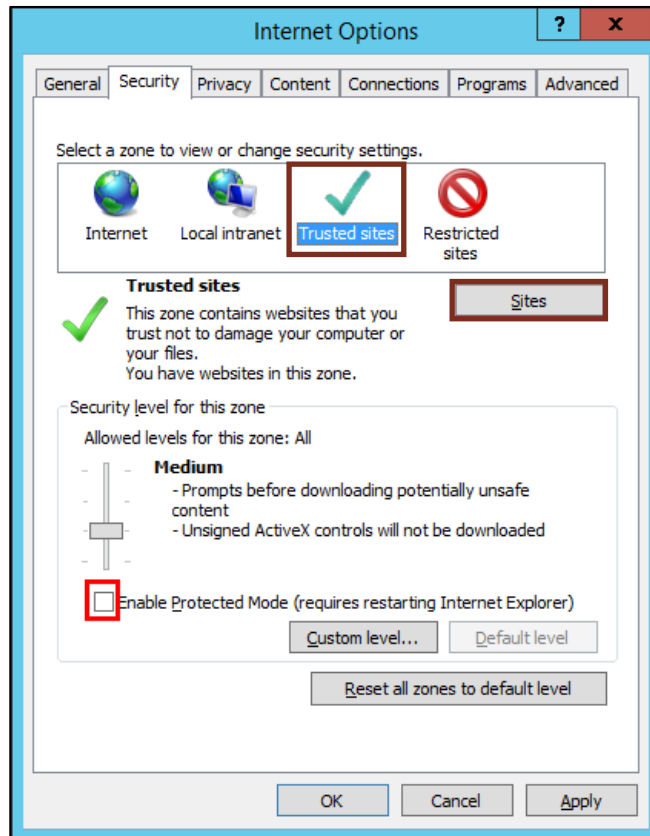 Internet Options
?
x
General
Security
Privacy
Content
Connections
Programs
Advanced
Select a zone to view or change security settings.
Internet
Local intranet
Trusted sites
Restricted
sites
Trusted sites
This zone contains websites that you
trust not to damage your computer or
your files.
You have websites in this zone.
Sites
Security level for this zone
Allowed levels for this zone: All
Medium
- Prompts before downloading potentially unsafe
content
- Unsigned ActiveX controls will not be downloaded
Enable Protected Mode (requires restarting Internet Explorer)
Custom level...
Default level
Reset all zones to default level
OK
Cancel
Apply